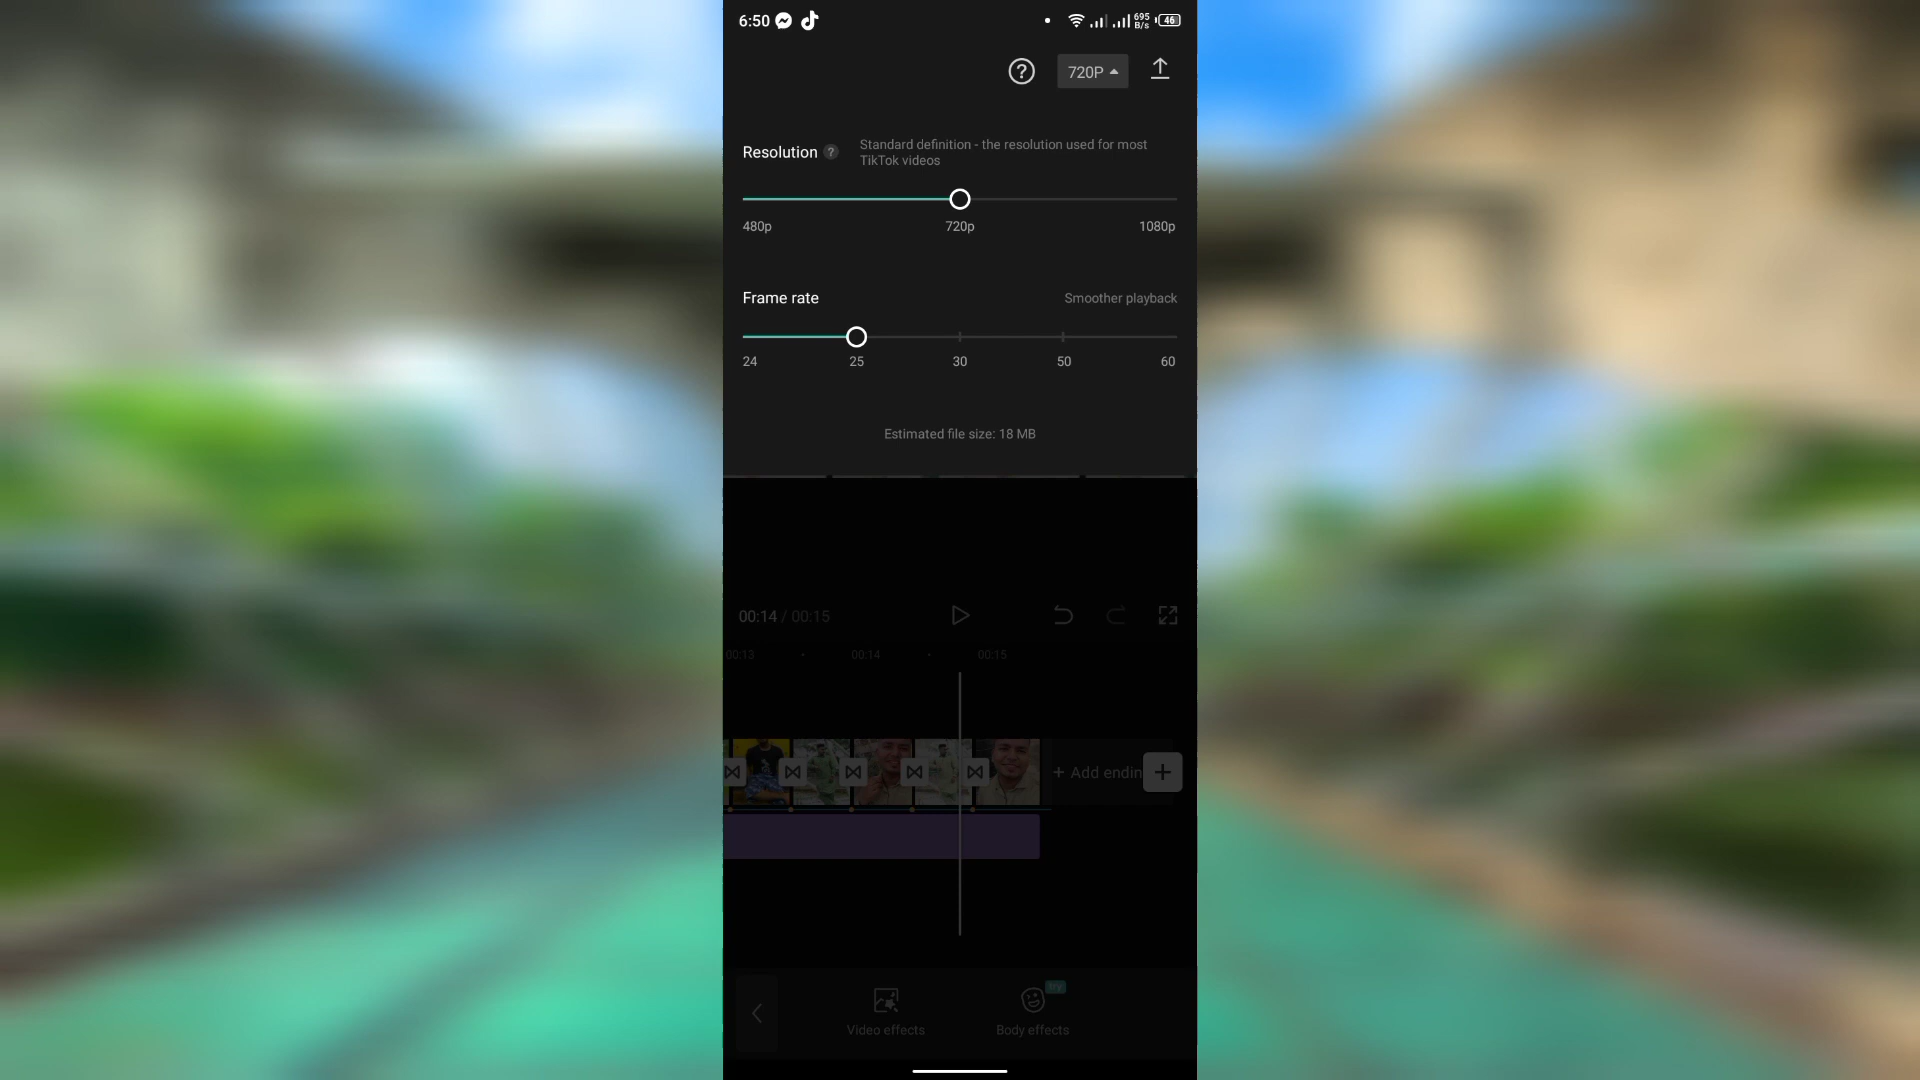 6:50
695
B/s
46
720P
Resolution ?
Standard definition - the resolution used for most
TikTok videos
480p 720p 1080p
Frame rate
Smoother playback
24 25 30 50 60
Estimated file size: 18 MB
00:14 / 00:15
00:13 00:14 00:15
+ Add endin
Try
Video effects
Body effects